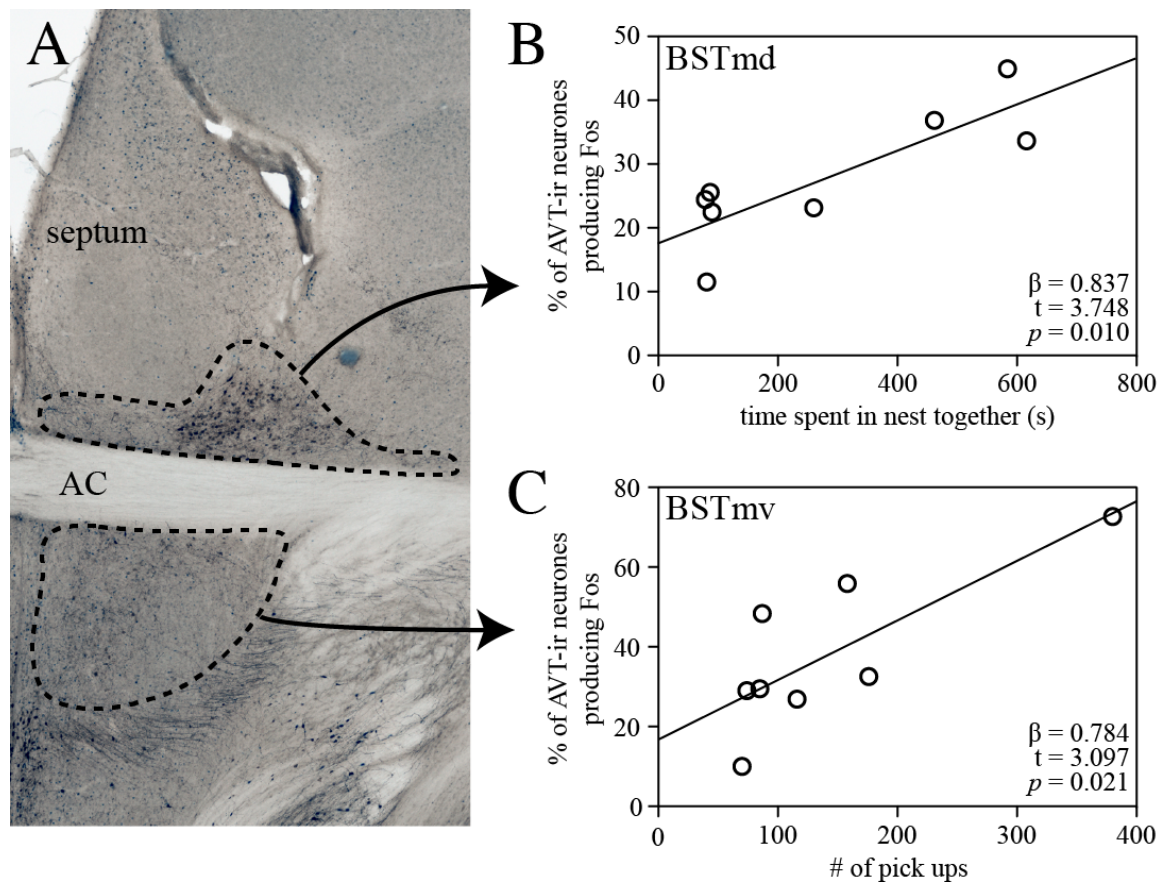 A
septum
AC
B
BSTmd
% of AVT-ir neurones
producing Fos
50
40
30
20
10
0
β = 0.837
t = 3.748
p = 0.010
0 200 400 600 800
time spent in nest together (s)
C
BSTmv
% of AVT-ir neurones
producing Fos
80
60
40
20
0
β = 0.784
t = 3.097
p = 0.021
0 100 200 300 400
# of pick ups